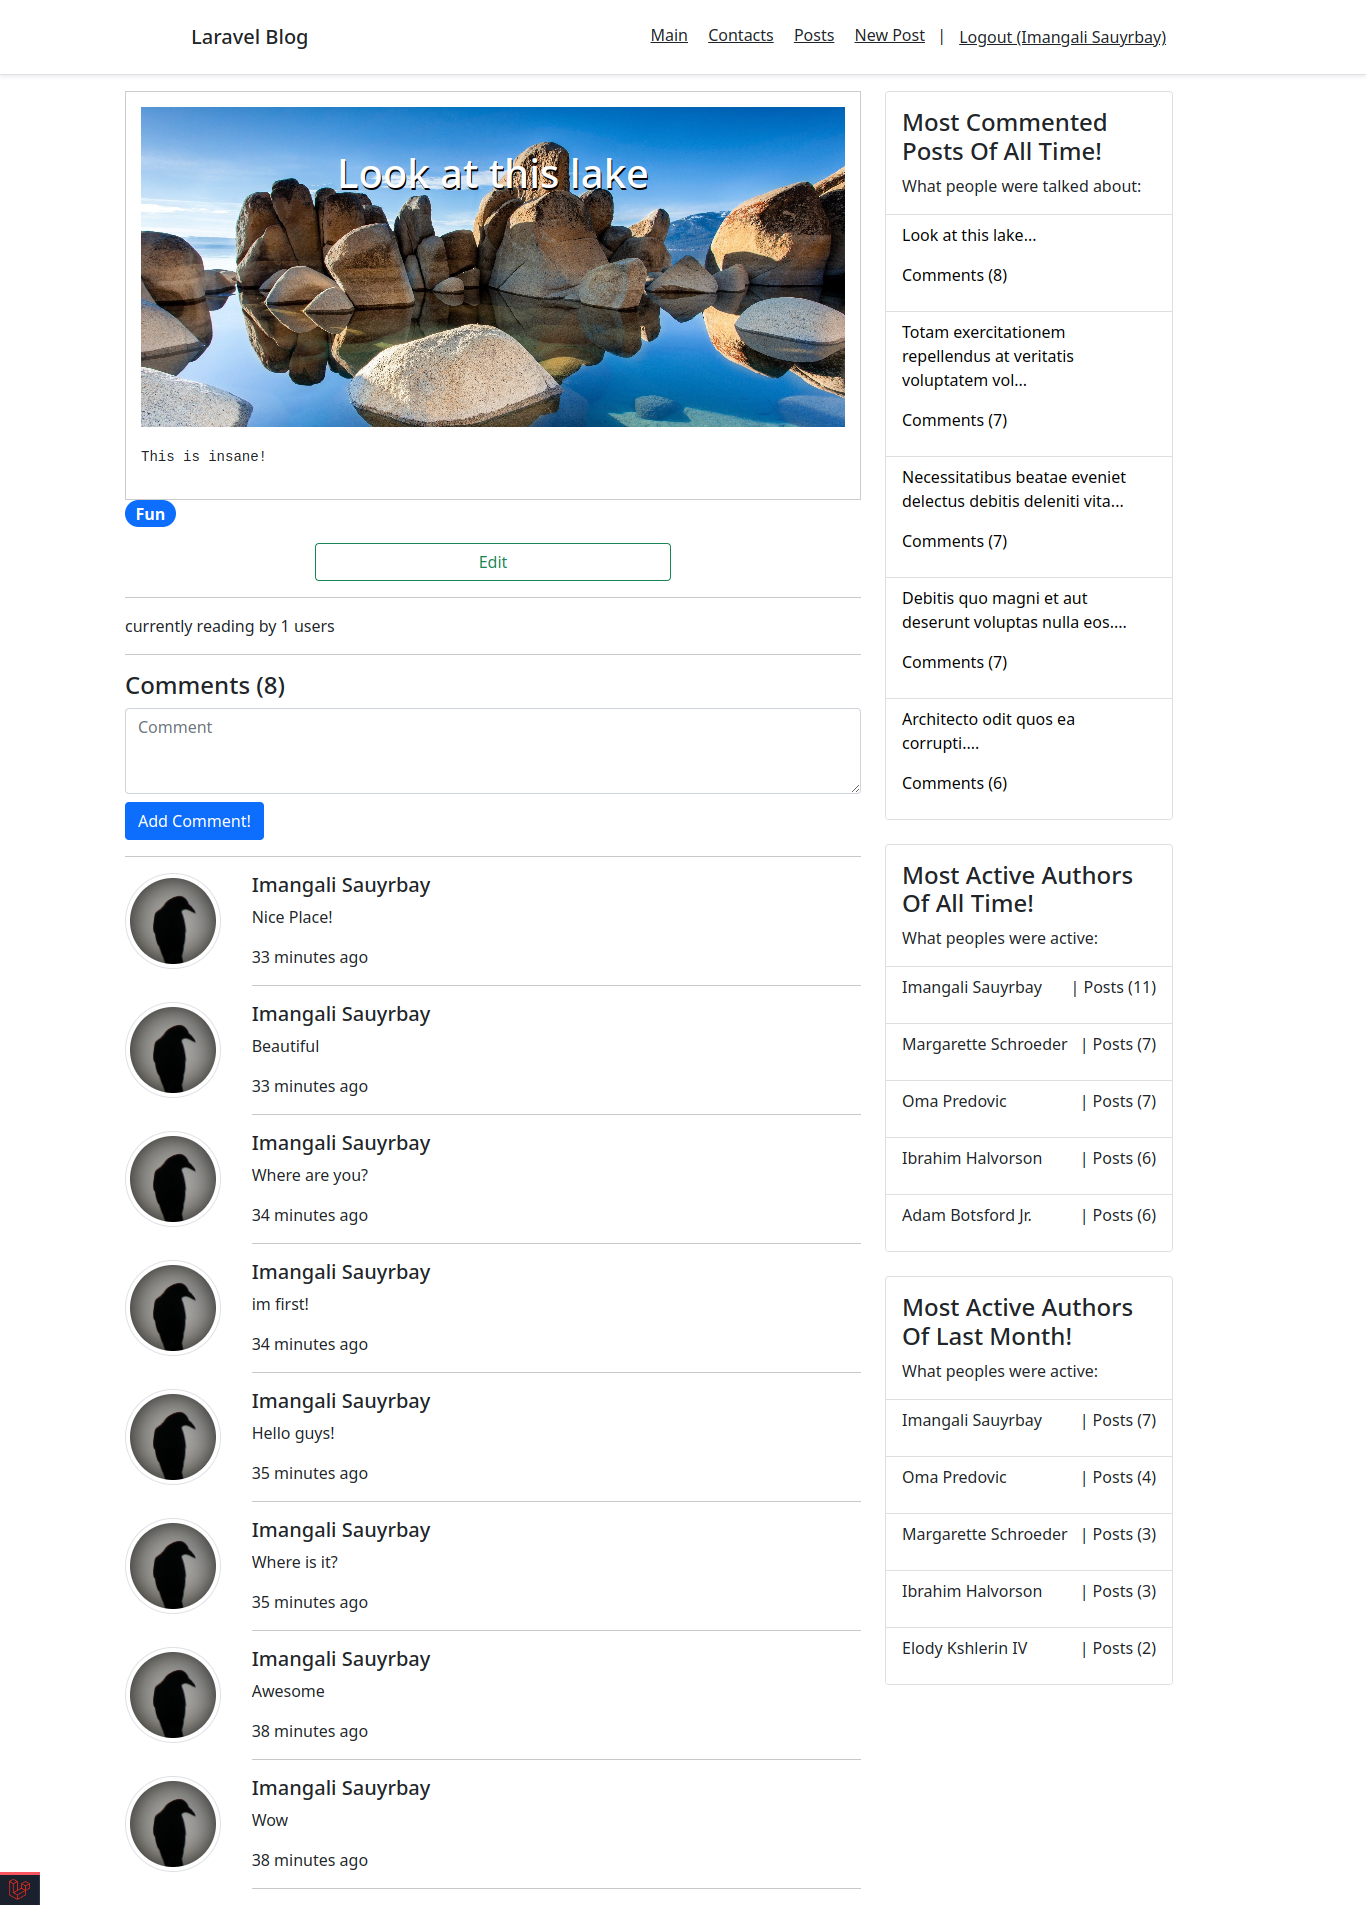 Laravel Blog
Main Contacts Posts New Post | Logout (Imangali Sauyrbay)
Look at this lake
This is insane!
Fun
Edit
currently reading by 1 users
Comments (8)
Comment
Add Comment!
Imangali Sauyrbay
Nice Place!
33 minutes ago
Imangali Sauyrbay
Beautiful
33 minutes ago
Imangali Sauyrbay
Where are you?
34 minutes ago
Imangali Sauyrbay
im first!
34 minutes ago
Imangali Sauyrbay
Hello guys!
35 minutes ago
Imangali Sauyrbay
Where is it?
35 minutes ago
Imangali Sauyrbay
Awesome
38 minutes ago
Imangali Sauyrbay
Wow
38 minutes ago
Most Commented
Posts Of All Time!
What people were talked about:
Look at this lake...
Comments (8)
Totam exercitationem
repellendus at veritatis
voluptatem vol...
Comments (7)
Necessitatibus beatae eveniet
delectus debitis deleniti vita...
Comments (7)
Debitis quo magni et aut
deserunt voluptas nulla eos....
Comments (7)
Architecto odit quos ea
corrupti....
Comments (6)
Most Active Authors
Of All Time!
What peoples were active:
Imangali Sauyrbay | Posts (11)
Margarette Schroeder | Posts (7)
Oma Predovic | Posts (7)
Ibrahim Halvorson | Posts (6)
Adam Botsford Jr. | Posts (6)
Most Active Authors
Of Last Month!
What peoples were active:
Imangali Sauyrbay | Posts (7)
Oma Predovic | Posts (4)
Margarette Schroeder | Posts (3)
Ibrahim Halvorson | Posts (3)
Elody Kshlerin IV | Posts (2)